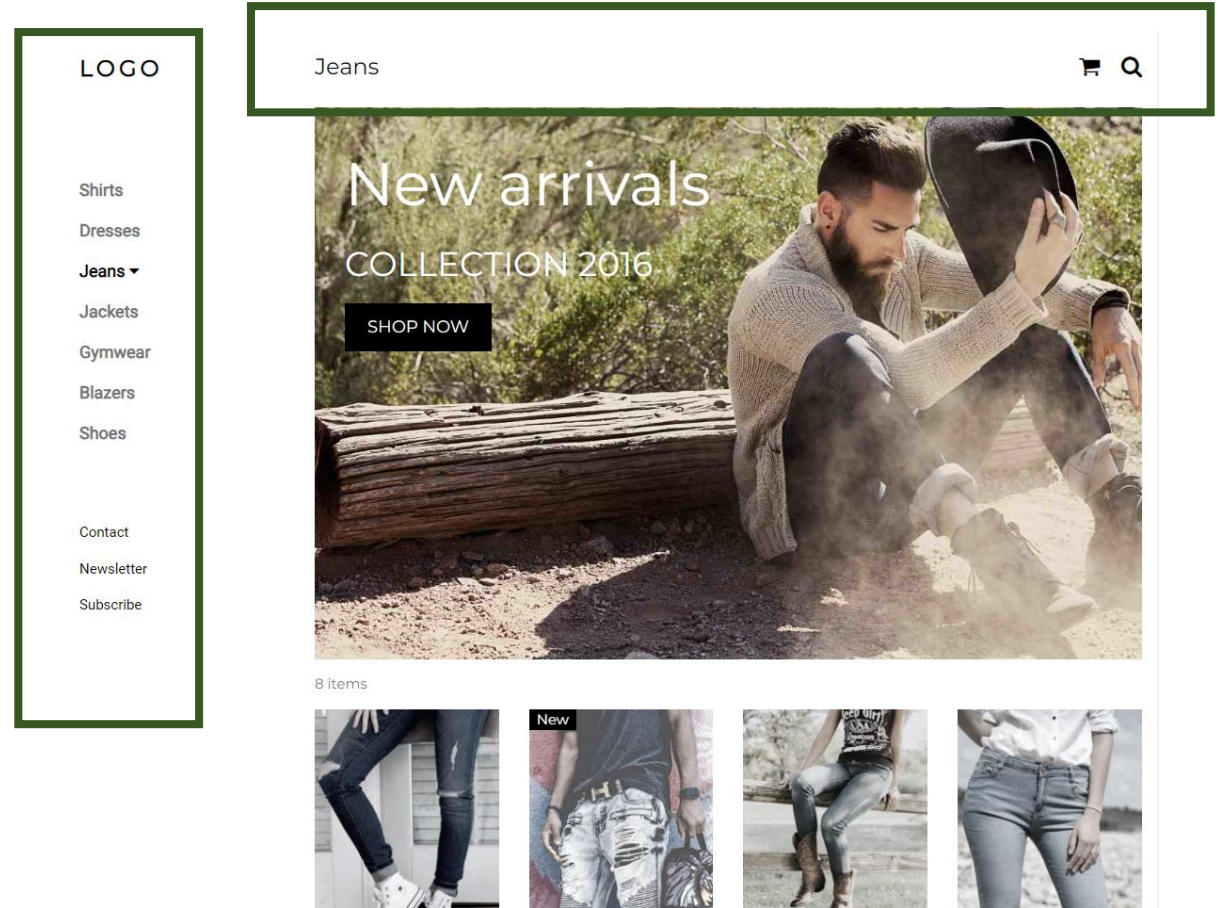 LOGO
Shirts
Dresses
Jeans
Jackets
Gymwear
Blazers
Shoes
Contact
Newsletter
Subscribe
Jeans
New arrivals
COLLECTION 2016
SHOP NOW
8 items
New